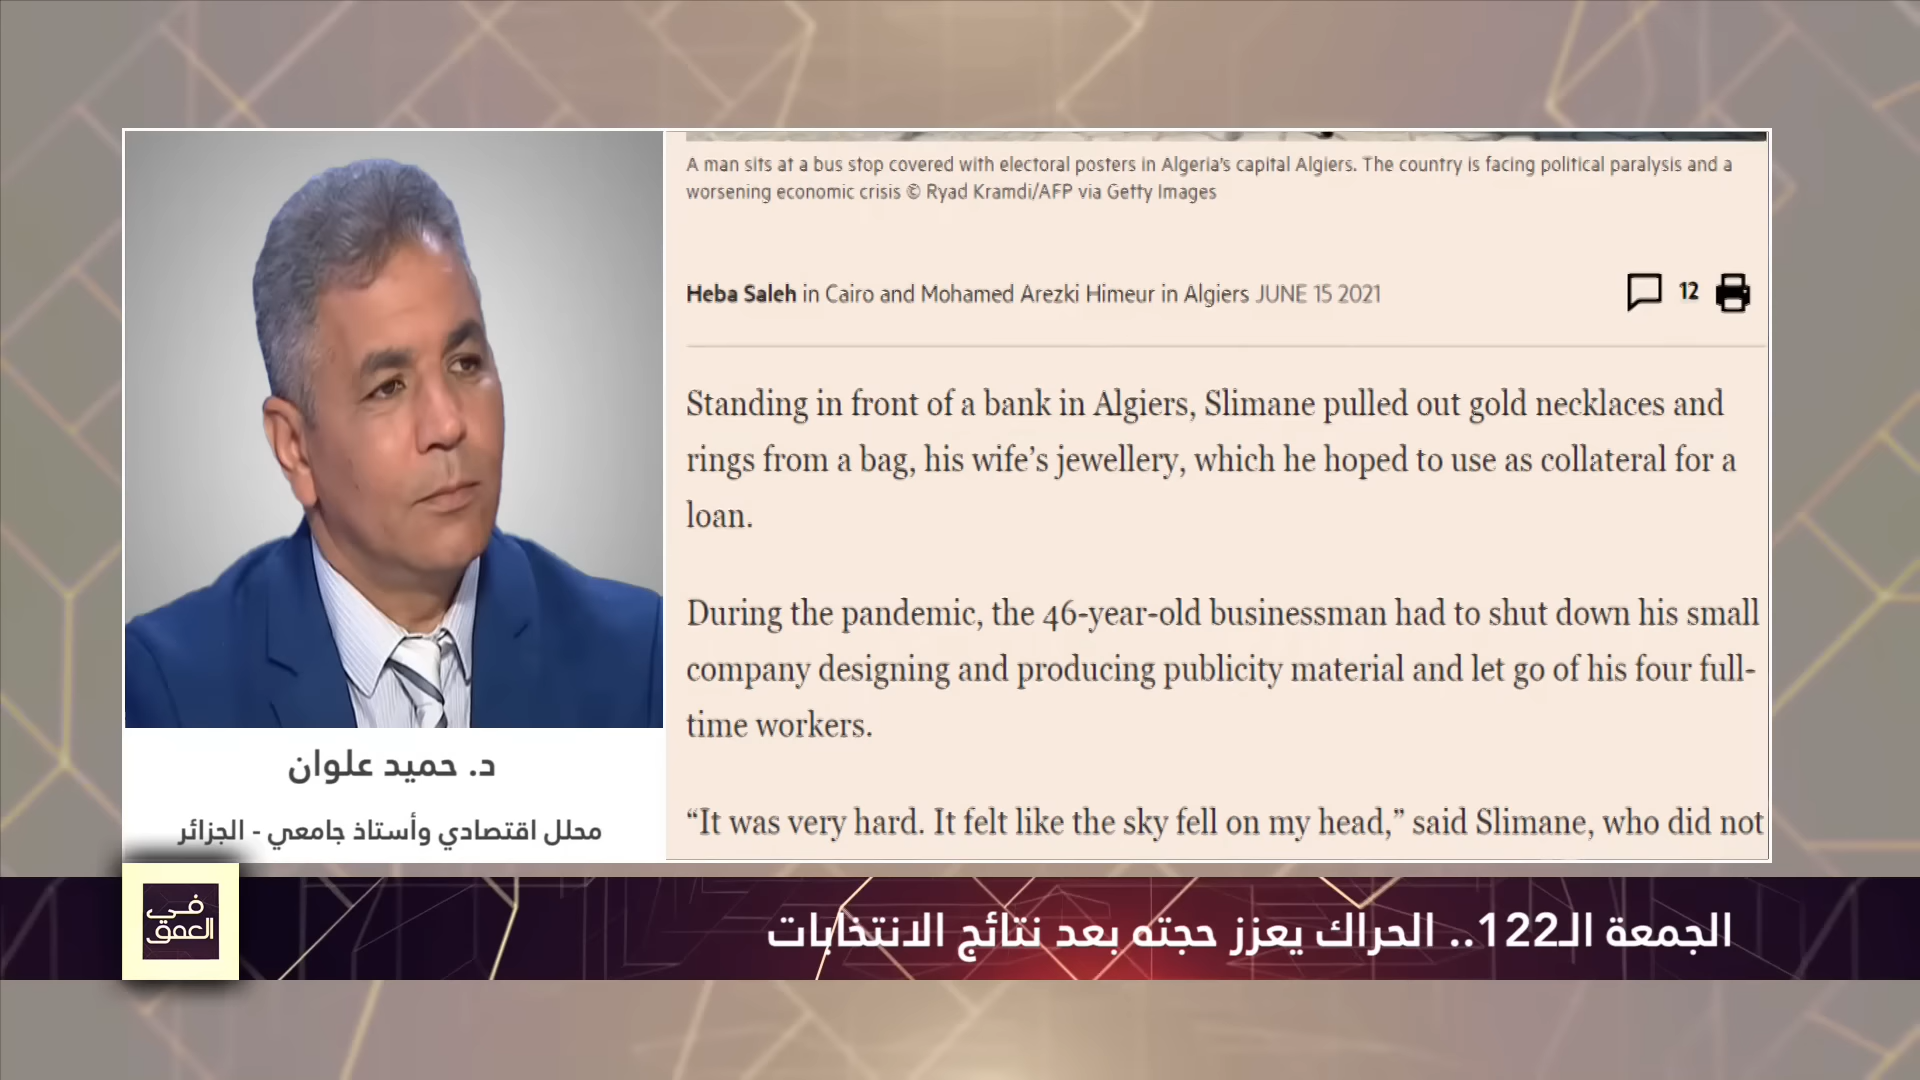 A man sits at a bus stop covered with electoral posters in Algeria's capital Algiers. The country is facing political paralysis and a
worsening economic crisis © Ryad Kramdi/AFP via Getty Images
Heba Saleh in Cairo and Mohamed Arezki Himeur in Algiers JUNE 15 2021
12
Standing in front of a bank in Algiers, Slimane pulled out gold necklaces and
rings from a bag, his wife's jewellery, which he hoped to use as collateral for a
loan.
During the pandemic, the 46-year-old businessman had to shut down his small
company designing and producing publicity material and let go of his four full-
time workers.
“It was very hard. It felt like the sky fell on my head,” said Slimane, who did not
د. حميد علوان
محلل اقتصادي وأستاذ جامعي - الجزائر
في
العمق
الجمعة الـ122.. الحراك يعزز حجته بعد نتائج الانتخابات